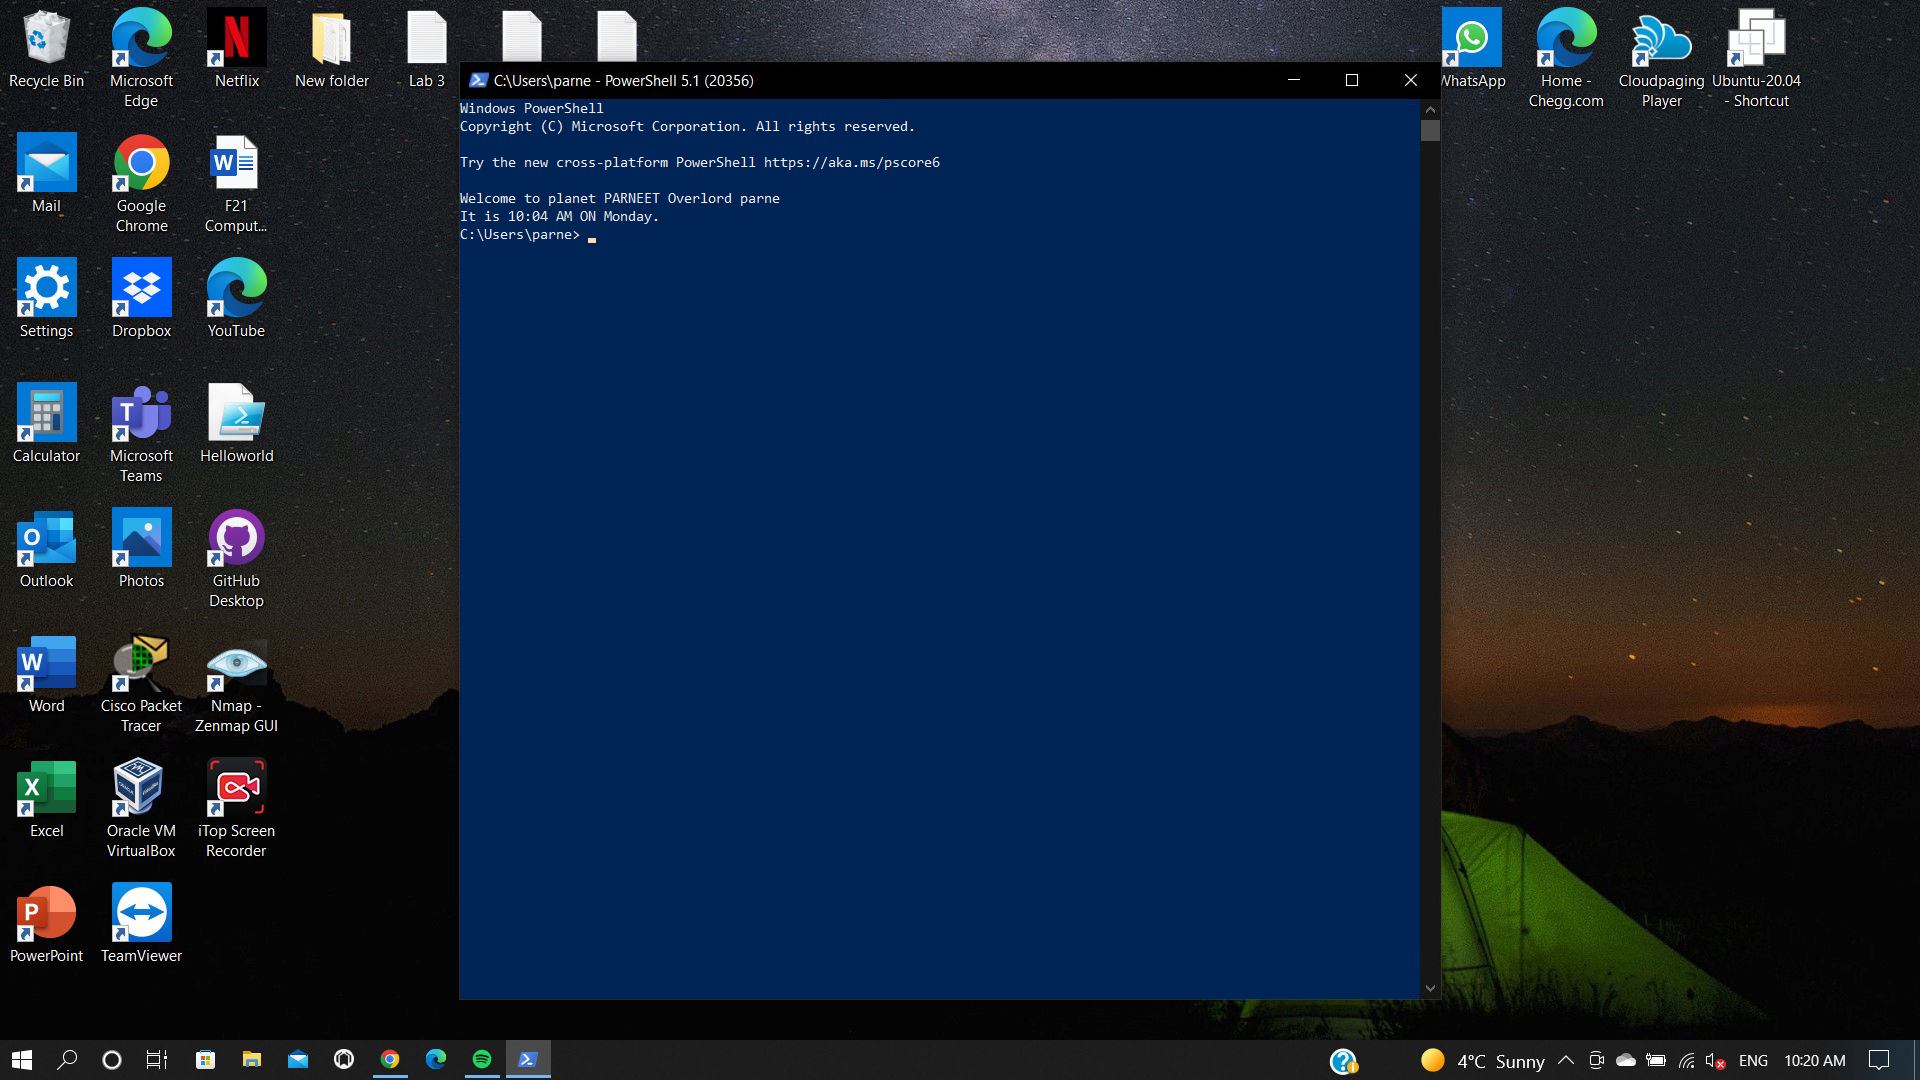 Recycle Bin
Microsoft
Edge
Netflix
New folder
Lab 3
WhatsApp
Home -
Chegg.com
Cloudpaging
Player
Ubuntu-20.04
- Shortcut
C:\Users\parne - PowerShell 5.1 (20356)
Windows PowerShell
Copyright (C) Microsoft Corporation. All rights reserved.
Try the new cross-platform PowerShell https://aka.ms/pscore6
Welcome to planet PARNEET Overlord parne
It is 10:04 AM ON Monday.
C:\Users\parne>
Mail
Google
Chrome
F21
Comput...
Settings
Dropbox
YouTube
Calculator
Microsoft
Teams
Helloworld
Outlook
Photos
GitHub
Desktop
Word
Cisco Packet
Tracer
Nmap -
Zenmap GUI
Excel
Oracle VM
VirtualBox
iTop Screen
Recorder
PowerPoint
TeamViewer
4°C Sunny
ENG
10:20 AM